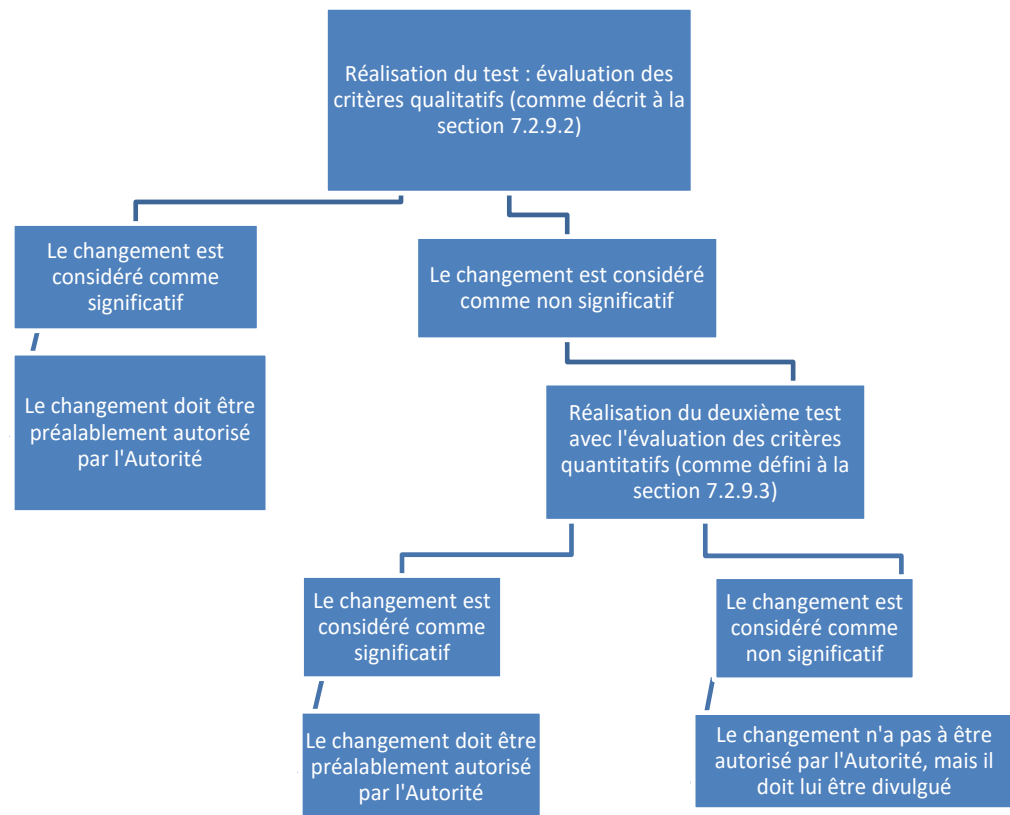 Réalisation du test : évaluation des
critères qualitatifs (comme décrit à la
section 7.2.9.2)
Le changement est
considéré comme
significatif
Le changement est considéré
comme non significatif
Le changement doit être
préalablement autorisé
par l'Autorité
Réalisation du deuxième test
avec l'évaluation des critères
quantitatifs (comme défini à la
section 7.2.9.3)
Le changement est
considéré comme
significatif
Le changement est
considéré comme
non significatif
Le changement doit être
préalablement autorisé
par l'Autorité
Le changement n'a pas à être
autorisé par l'Autorité, mais il
doit lui être divulgué